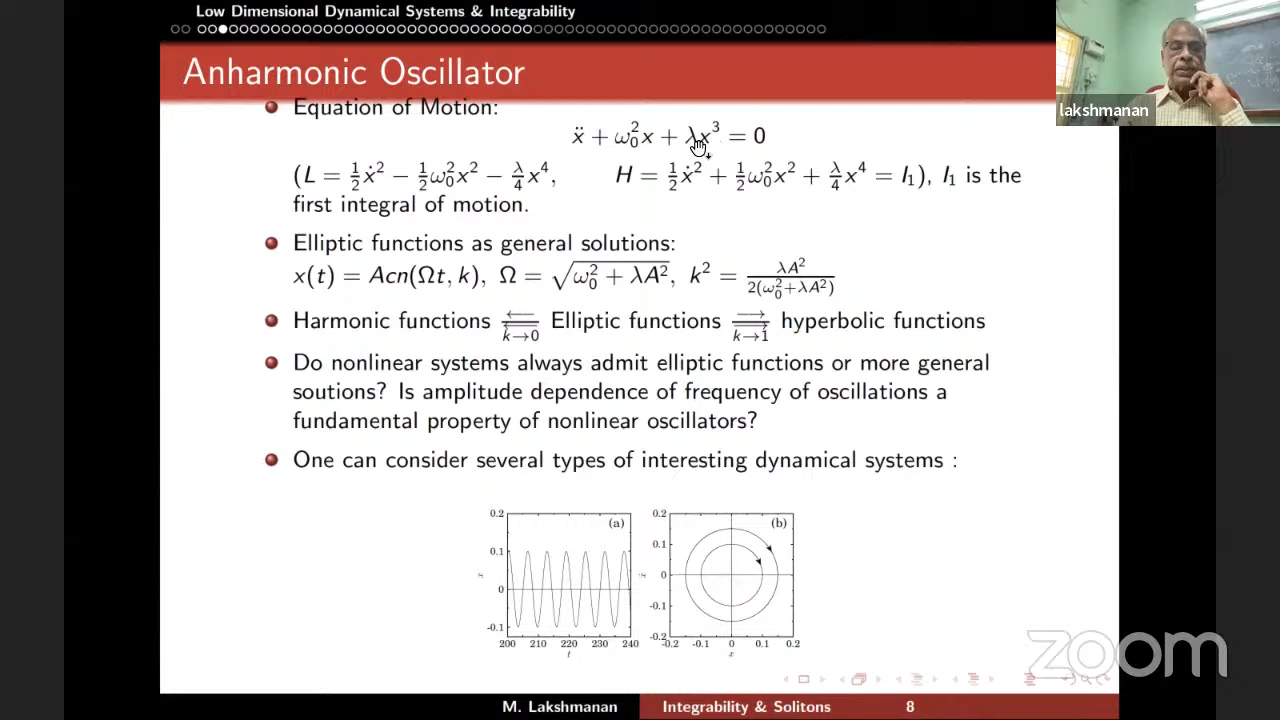 Low Dimensional Dynamical Systems & Integrability
Anharmonic Oscillator
Equation of Motion:
ẍ + ω₀²x + λx³ = 0
(L = ½ẋ² − ½ω₀²x² − λ/4 x⁴, H = ½ẋ² + ½ω₀²x² + λ/4 x⁴ = I₁), I₁ is the
first integral of motion.
Elliptic functions as general solutions:
x(t) = Acn(Ωt, k), Ω = √(ω₀² + λA²), k² = λA²/2(ω₀²+λA²)
Harmonic functions ⟵ k→0 Elliptic functions ⟶ k→1 hyperbolic functions
Do nonlinear systems always admit elliptic functions or more general
soutions? Is amplitude dependence of frequency of oscillations a
fundamental property of nonlinear oscillators?
One can consider several types of interesting dynamical systems :
(a)
0.2
0.1
0
-0.1
x
200 210 220 230 240
t
(b)
0.2
0.1
0
-0.1
-0.2
ẋ
-0.2 -0.1 0 0.1 0.2
x
M. Lakshmanan Integrability & Solitons 8
lakshmanan
zoom